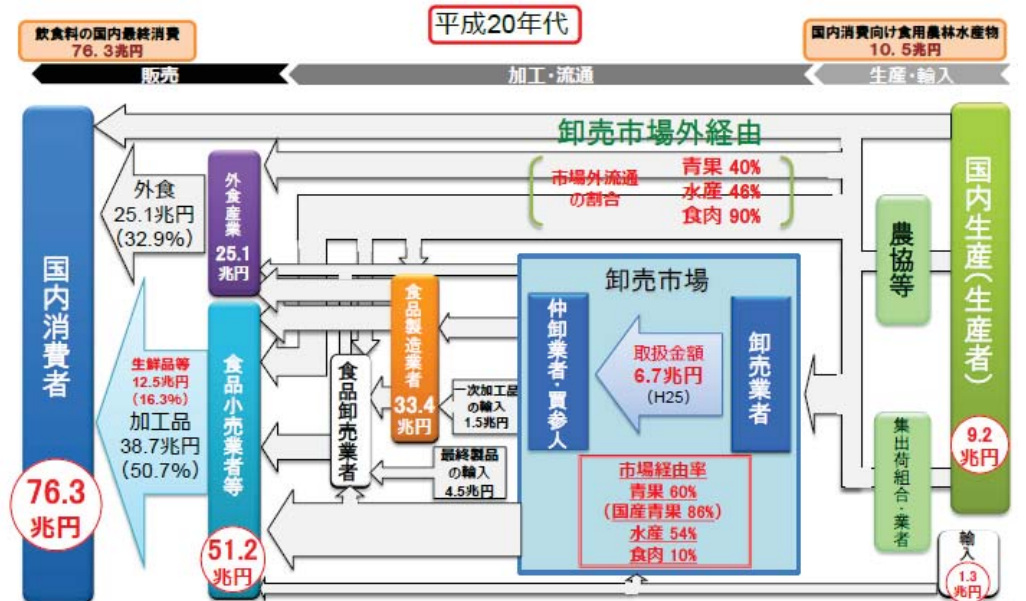 平成20年代
飲食料の国内最終消費
76.3兆円
国内消費向け食用農林水産物
10.5兆円
販売
加工・流通
生産・輸入
国内消費者
76.3
兆円
外食
25.1兆円
(32.9%)
生鮮品等
12.5兆円
(16.3%)
加工品
38.7兆円
(50.7%)
外食産業
25.1
兆円
食品小売業者等
51.2
兆円
卸売市場外経由
市場外流通
の割合
青果 40%
水産 46%
食肉 90%
食品卸売業者
食品製造業者
33.4
兆円
一次加工品
の輸入
1.5兆円
最終製品
の輸入
4.5兆円
卸売市場
仲卸業者・買参人
取扱金額
6.7兆円
(H25)
卸売業者
市場経由率
青果 60%
(国産青果 86%)
水産 54%
食肉 10%
農協等
集出荷組合・業者
国内生産(生産者)
9.2
兆円
輸入
1.3
兆円